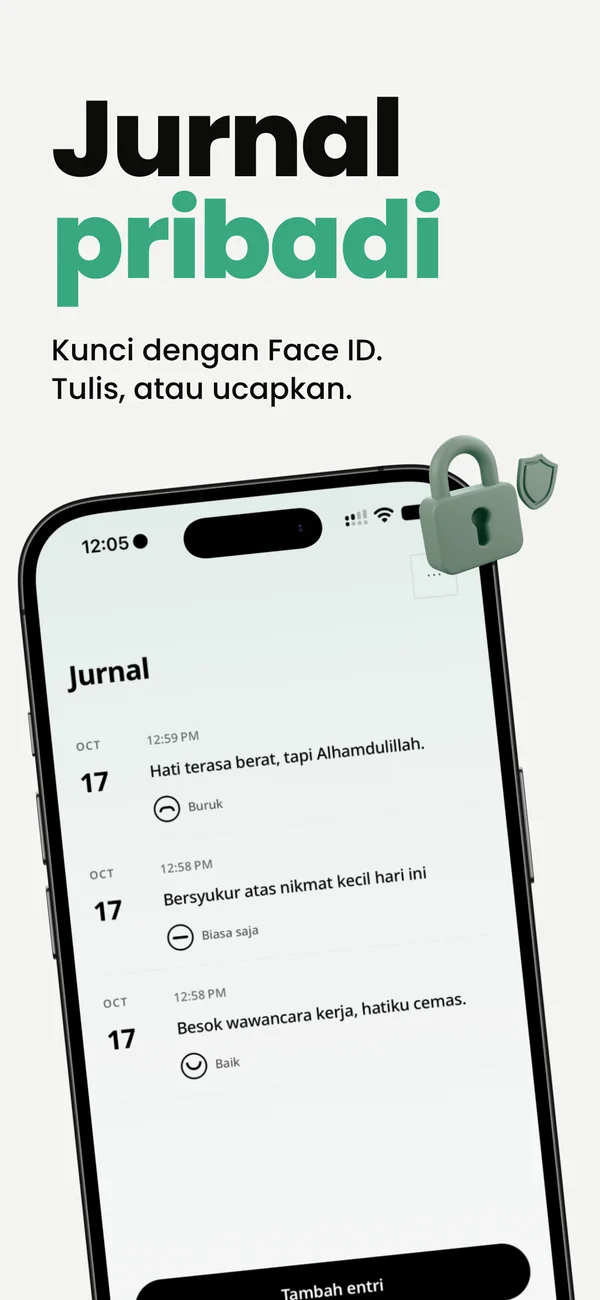 Jurnal
pribadi
Kunci dengan Face ID.
Tulis, atau ucapkan.
12:05
...
Jurnal
OCT
17
12:59 PM
Hati terasa berat, tapi Alhamdulillah.
Buruk
OCT
17
12:58 PM
Bersyukur atas nikmat kecil hari ini
Biasa saja
OCT
17
12:58 PM
Besok wawancara kerja, hatiku cemas.
Baik
Tambah entri